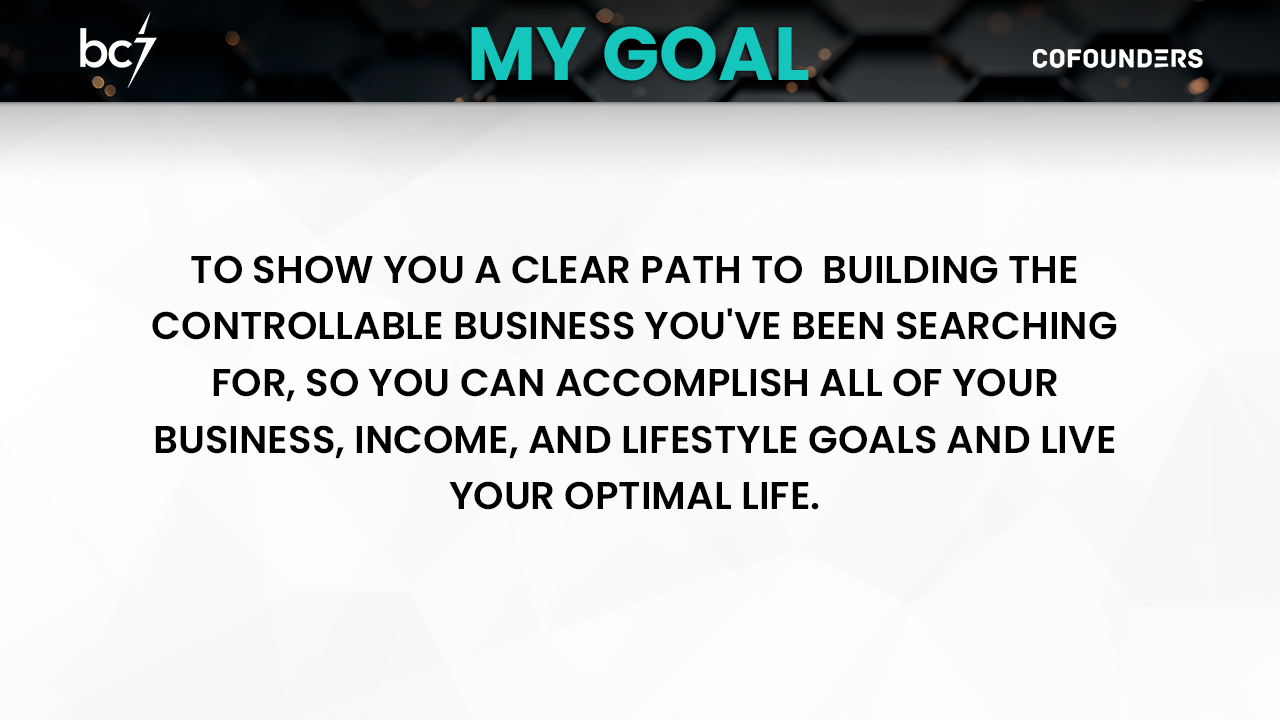 bc7
MY GOAL
COFOUNDERS
TO SHOW YOU A CLEAR PATH TO  BUILDING THE
CONTROLLABLE BUSINESS YOU'VE BEEN SEARCHING
FOR, SO YOU CAN ACCOMPLISH ALL OF YOUR
BUSINESS, INCOME, AND LIFESTYLE GOALS AND LIVE
YOUR OPTIMAL LIFE.